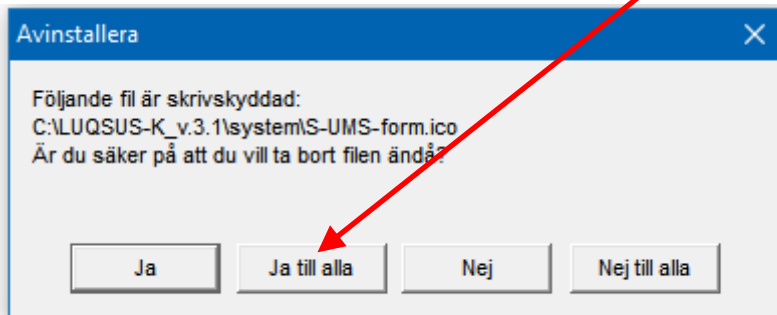 Avinstallera
Följande fil är skrivskyddad:
C:\LUQSUS-K_v.3.1\system\S-UMS-form.ico
Är du säker på att du vill ta bort filen ändå?
Ja Ja till alla Nej Nej till alla